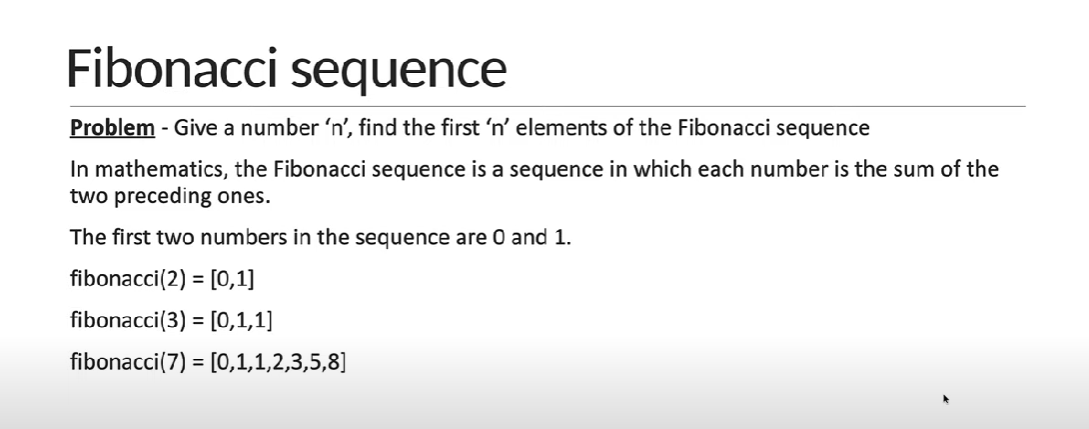 Fibonacci sequence
Problem - Give a number ‘n’, find the first ‘n’ elements of the Fibonacci sequence
In mathematics, the Fibonacci sequence is a sequence in which each number is the sum of the
two preceding ones.
The first two numbers in the sequence are 0 and 1.
fibonacci(2) = [0,1]
fibonacci(3) = [0,1,1]
fibonacci(7) = [0,1,1,2,3,5,8]